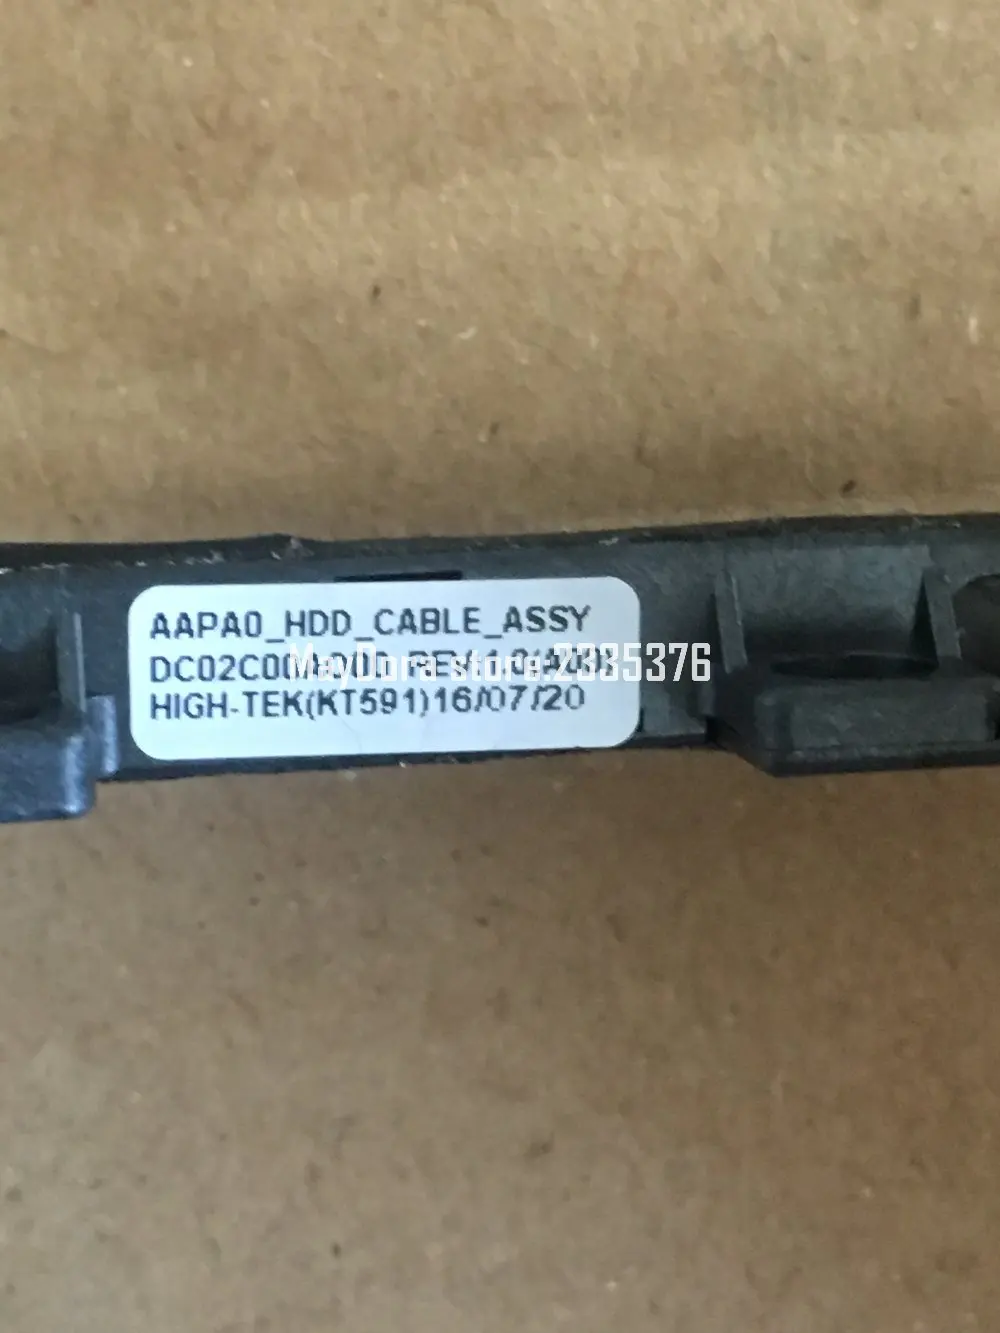 AAPA0_HDD_CABLE_ASSY
MayDora store:2335376
HIGH-TEK(KT591)16/07/20